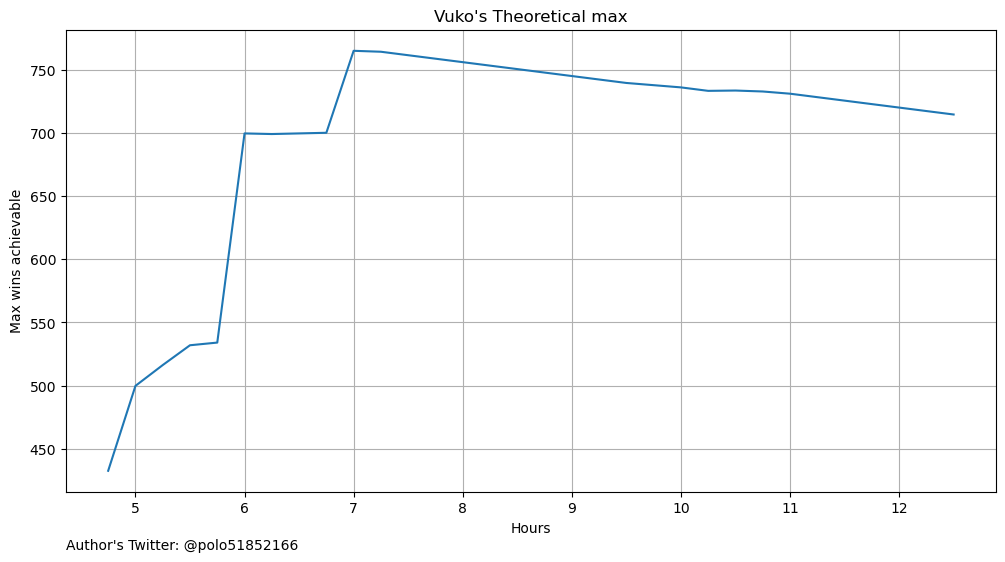 Vuko's Theoretical max
Max wins achievable
750
700
650
600
550
500
450
5 6 7 8 9 10 11 12
Hours
Author's Twitter: @polo51852166